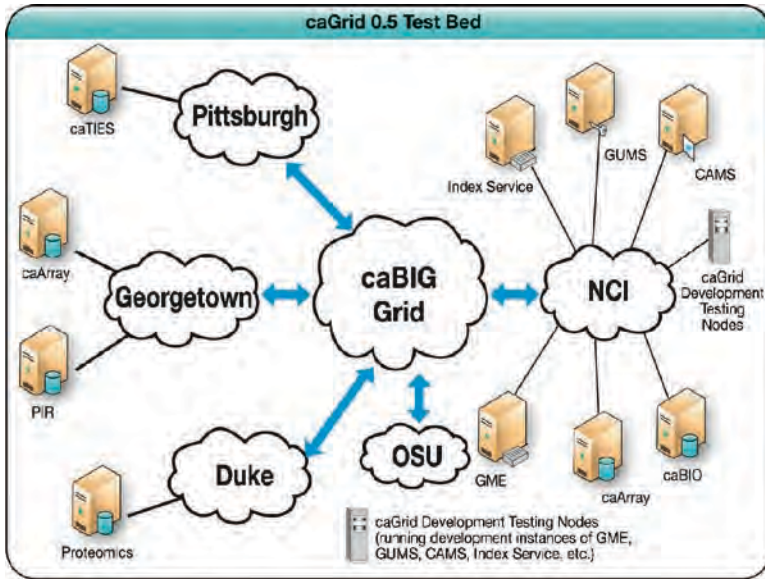 caGrid 0.5 Test Bed
caTIES
Pittsburgh
Index Service
GUMS
CAMS
caArray
Georgetown
caBIG
Grid
NCI
caGrid
Development
Testing
Nodes
PIR
Duke
OSU
GME
caArray
caBIO
Proteomics
caGrid Development Testing Nodes
(running development instances of GME,
GUMS, CAMS, Index Service, etc.)